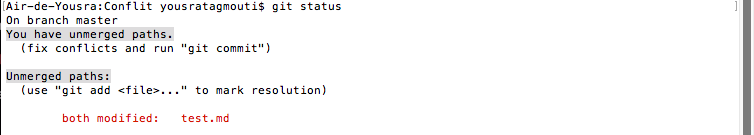 [Air-de-Yousra:Conflit yousratagmouti$ git status ]
On branch master
You have unmerged paths.
  (fix conflicts and run "git commit")
Unmerged paths:
  (use "git add <file>..." to mark resolution)
        both modified:   test.md